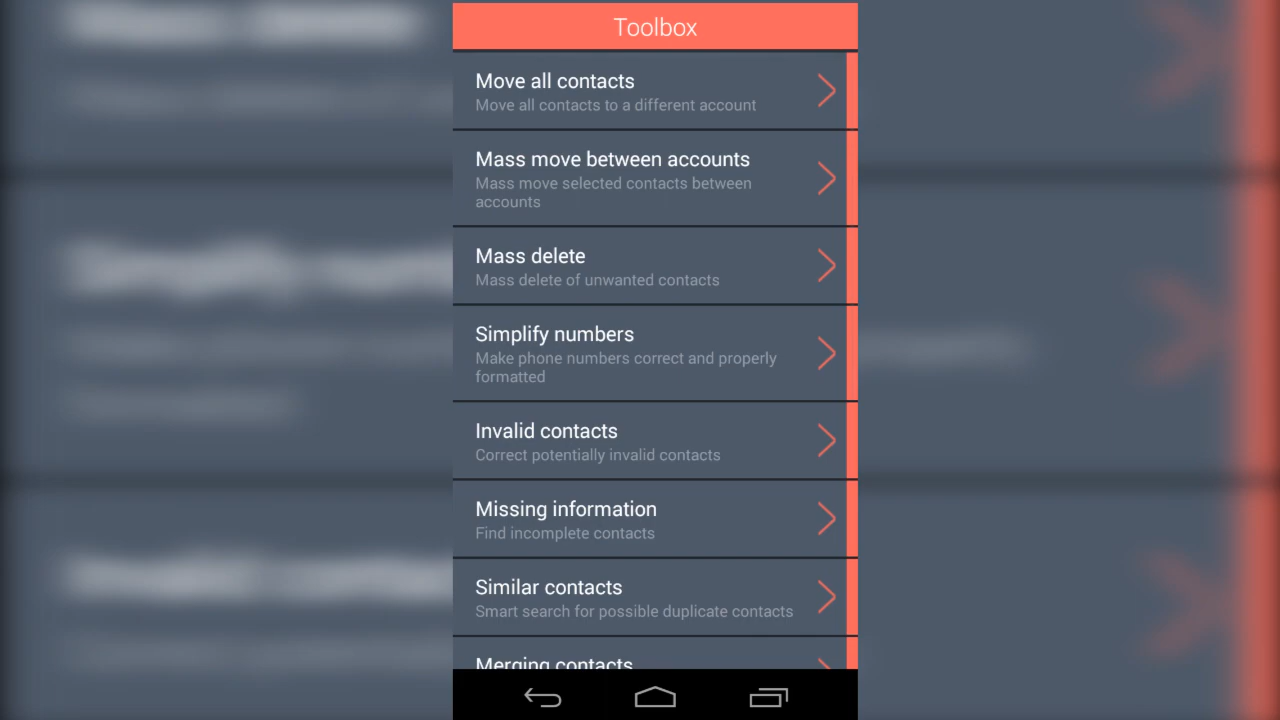 Toolbox
Move all contacts
Move all contacts to a different account
Mass move between accounts
Mass move selected contacts between
accounts
Mass delete
Mass delete of unwanted contacts
Simplify numbers
Make phone numbers correct and properly
formatted
Invalid contacts
Correct potentially invalid contacts
Missing information
Find incomplete contacts
Similar contacts
Smart search for possible duplicate contacts
Merging contacts